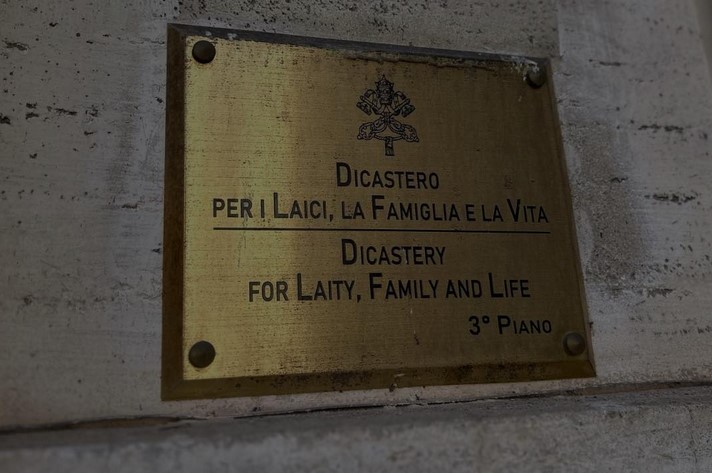 Dicastero
per i Laici, la Famiglia e la Vita
Dicastery
for Laity, Family and Life
3° Piano